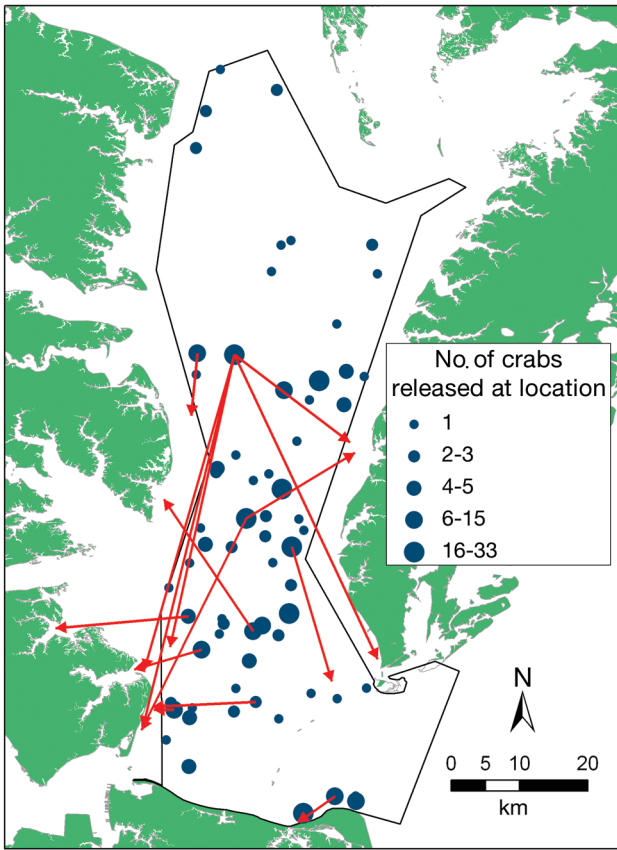 No. of crabs
released at location
1
2–3
4–5
6–15
16–33
N
0 5 10 20
km